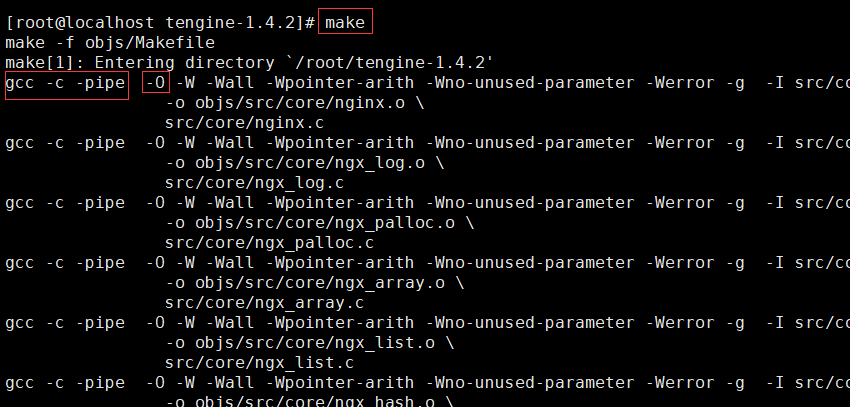 [root@localhost tengine-1.4.2]# make
make -f objs/Makefile
make[1]: Entering directory `/root/tengine-1.4.2'
gcc -c -pipe  -O -W -Wall -Wpointer-arith -Wno-unused-parameter -Werror -g  -I src/co
-o objs/src/core/nginx.o \
src/core/nginx.c
gcc -c -pipe  -O -W -Wall -Wpointer-arith -Wno-unused-parameter -Werror -g  -I src/co
-o objs/src/core/ngx_log.o \
src/core/ngx_log.c
gcc -c -pipe  -O -W -Wall -Wpointer-arith -Wno-unused-parameter -Werror -g  -I src/co
-o objs/src/core/ngx_palloc.o \
src/core/ngx_palloc.c
gcc -c -pipe  -O -W -Wall -Wpointer-arith -Wno-unused-parameter -Werror -g  -I src/co
-o objs/src/core/ngx_array.o \
src/core/ngx_array.c
gcc -c -pipe  -O -W -Wall -Wpointer-arith -Wno-unused-parameter -Werror -g  -I src/co
-o objs/src/core/ngx_list.o \
src/core/ngx_list.c
gcc -c -pipe  -O -W -Wall -Wpointer-arith -Wno-unused-parameter -Werror -g  -I src/co
-o objs/src/core/ngx_hash.o \